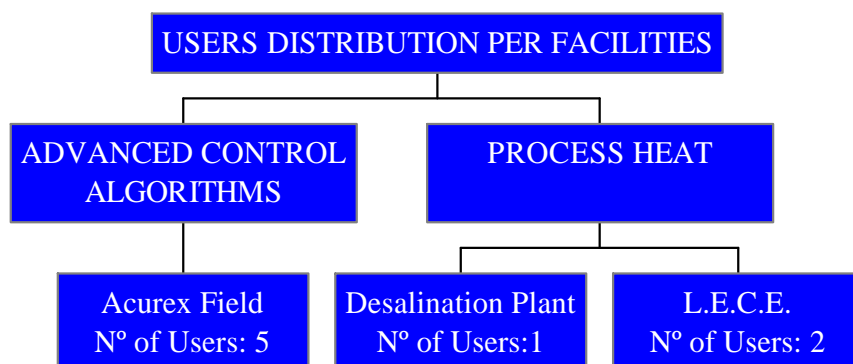 USERS DISTRIBUTION PER FACILITIES
ADVANCED CONTROL
ALGORITHMS
PROCESS HEAT
Acurex Field
Nº of Users: 5
Desalination Plant
Nº of Users:1
L.E.C.E.
Nº of Users: 2